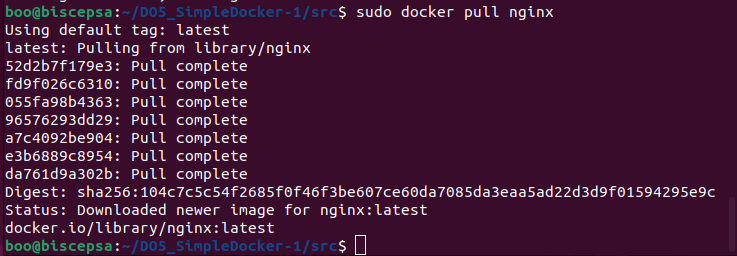 boo@biscepsa:~/DO5_SimpleDocker-1/src$ sudo docker pull nginx
Using default tag: latest
latest: Pulling from library/nginx
52d2b7f179e3: Pull complete
fd9f026c6310: Pull complete
055fa98b4363: Pull complete
96576293dd29: Pull complete
a7c4092be904: Pull complete
e3b6889c8954: Pull complete
da761d9a302b: Pull complete
Digest: sha256:104c7c5c54f2685f0f46f3be607ce60da7085da3eaa5ad22d3d9f01594295e9c
Status: Downloaded newer image for nginx:latest
docker.io/library/nginx:latest
boo@biscepsa:~/DO5_SimpleDocker-1/src$